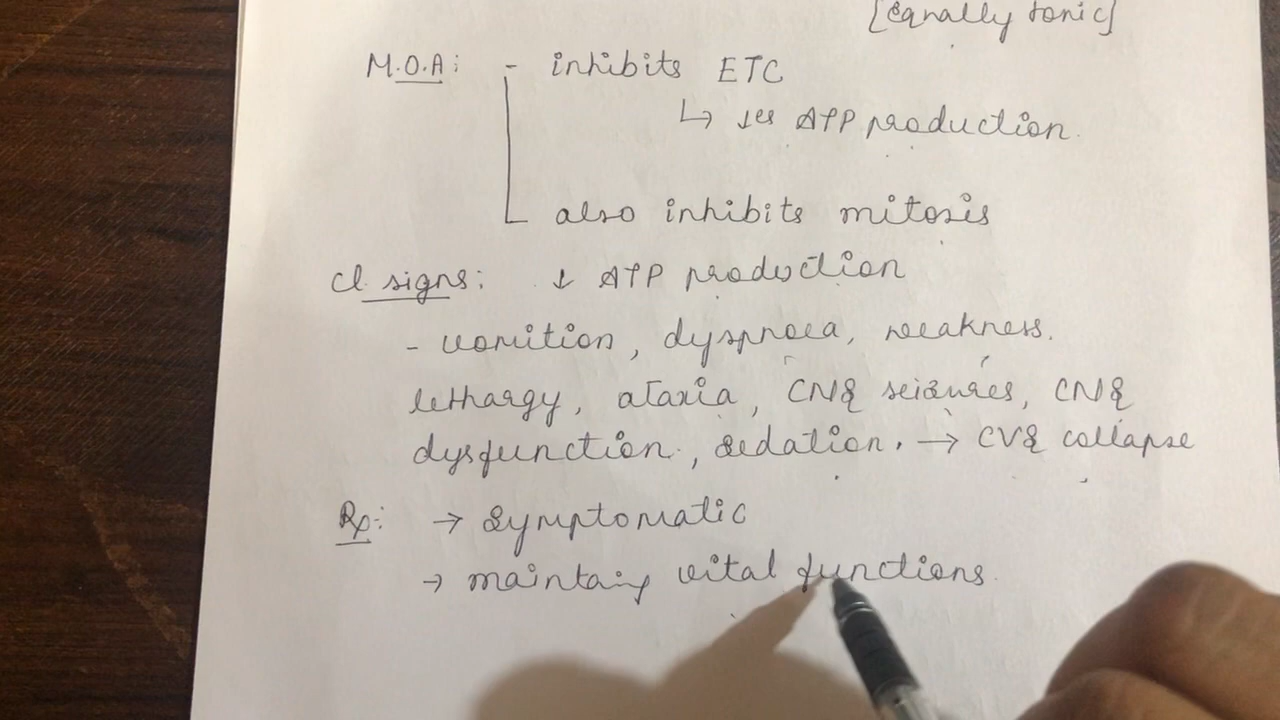 [Equally toxic]
M.O.A: - inhibits ETC
↳ ↓es ATP production.
also inhibits mitosis
Cl signs: ↓ ATP production
- vomition, dyspnoea, weakness.
lethargy, ataxia, CNS seizures, CNS
dysfunction, sedation. → CVS collapse
Rx: → Symptomatic
→ maintaing vital functions.